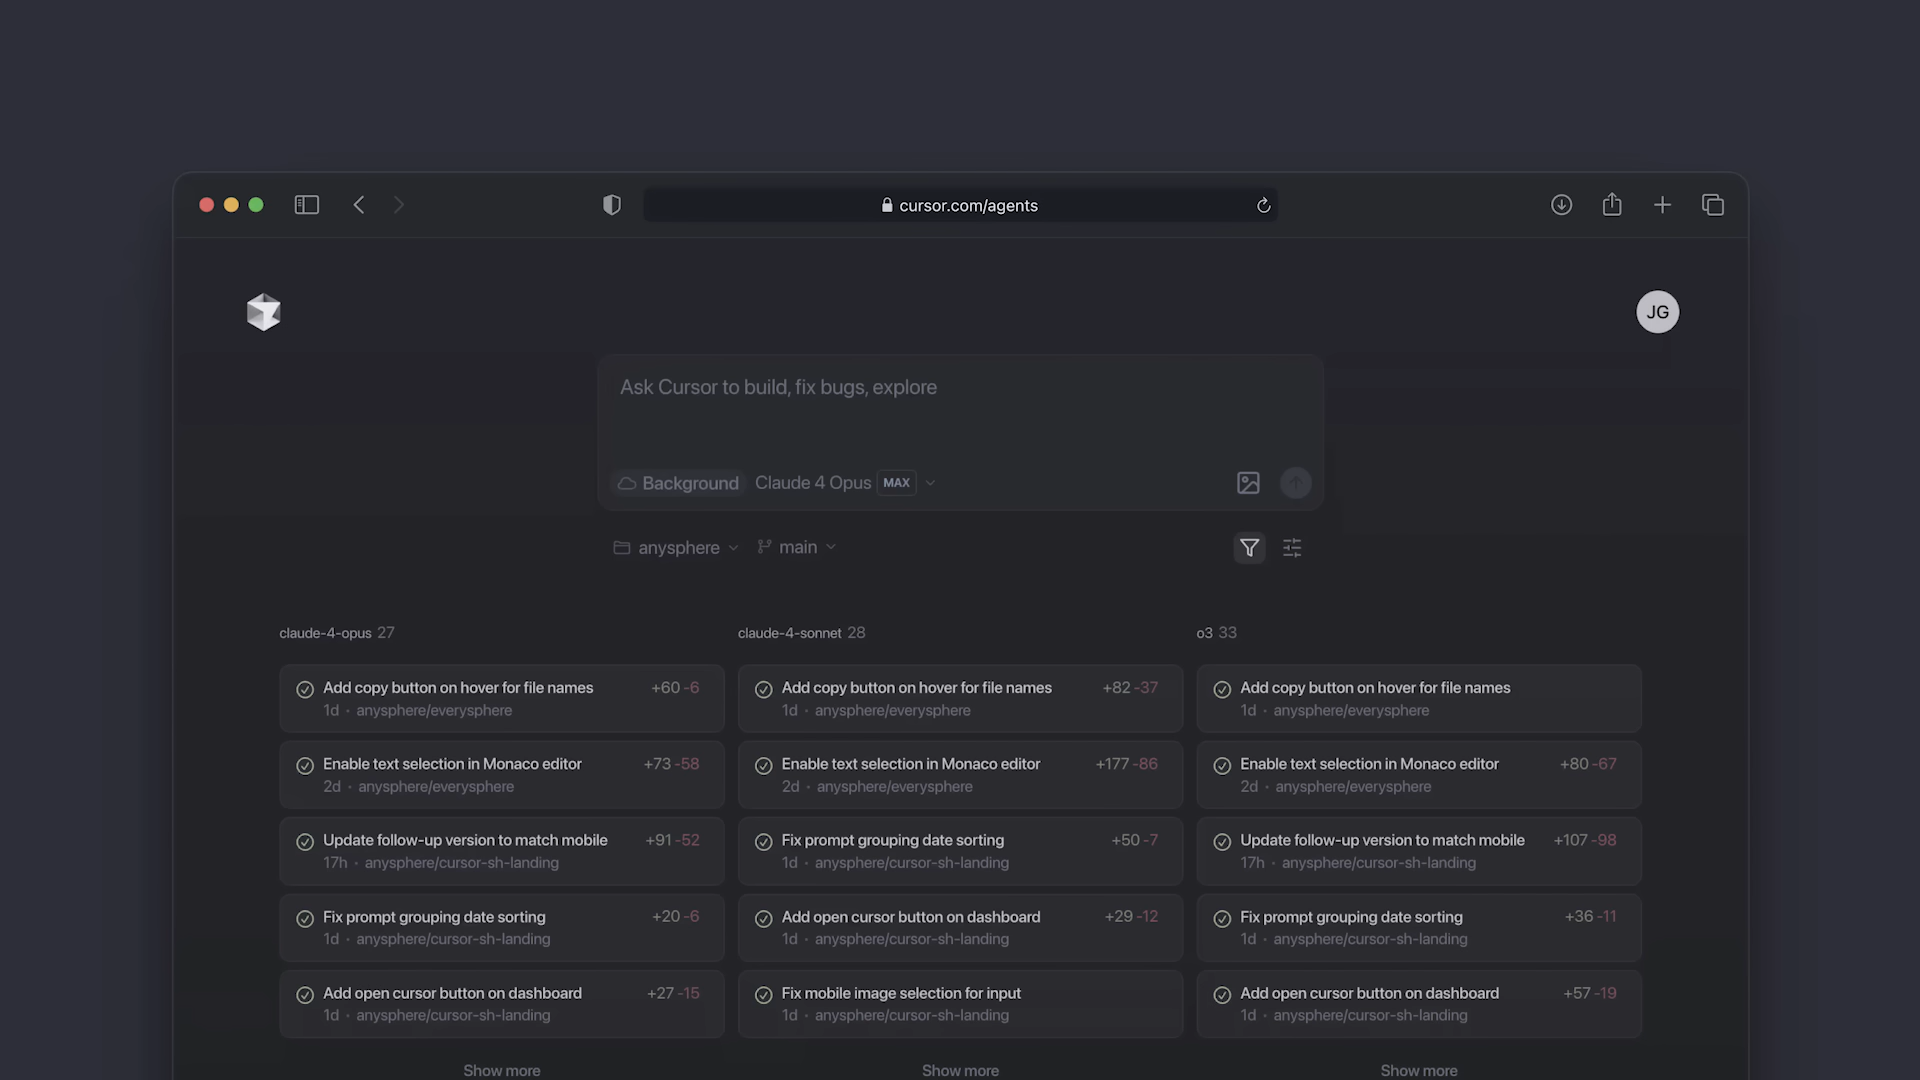 cursor.com/agents
JG
Ask Cursor to build, fix bugs, explore
Background Claude 4 Opus MAX
anysphere main
claude-4-opus 27
Add copy button on hover for file names +60 -6
1d · anysphere/everysphere
Enable text selection in Monaco editor +73 -58
2d · anysphere/everysphere
Update follow-up version to match mobile +91 -52
17h · anysphere/cursor-sh-landing
Fix prompt grouping date sorting +20 -6
1d · anysphere/cursor-sh-landing
Add open cursor button on dashboard +27 -15
1d · anysphere/cursor-sh-landing
Show more
claude-4-sonnet 28
Add copy button on hover for file names +82 -37
1d · anysphere/everysphere
Enable text selection in Monaco editor +177 -86
2d · anysphere/everysphere
Fix prompt grouping date sorting +50 -7
1d · anysphere/cursor-sh-landing
Add open cursor button on dashboard +29 -12
1d · anysphere/cursor-sh-landing
Fix mobile image selection for input
1d · anysphere/cursor-sh-landing
Show more
o3 33
Add copy button on hover for file names
1d · anysphere/everysphere
Enable text selection in Monaco editor +80 -67
2d · anysphere/everysphere
Update follow-up version to match mobile +107 -98
17h · anysphere/cursor-sh-landing
Fix prompt grouping date sorting +36 -11
1d · anysphere/cursor-sh-landing
Add open cursor button on dashboard +57 -19
1d · anysphere/cursor-sh-landing
Show more